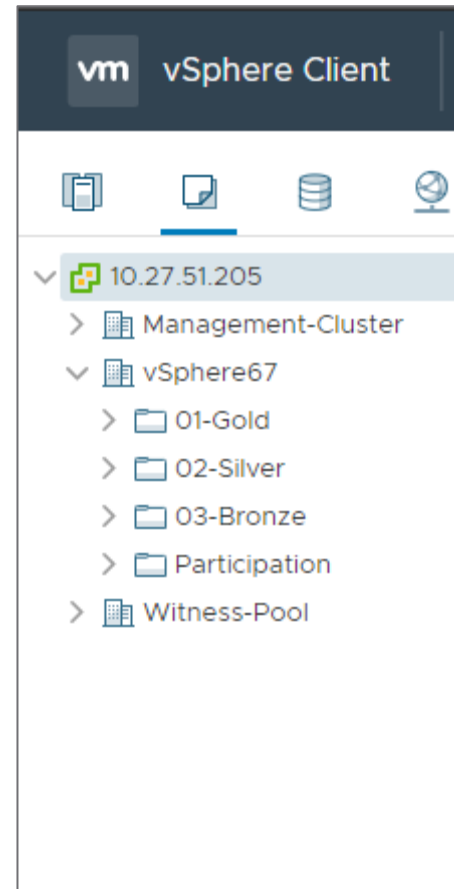 vm vSphere Client
10.27.51.205
Management-Cluster
vSphere67
01-Gold
02-Silver
03-Bronze
Participation
Witness-Pool